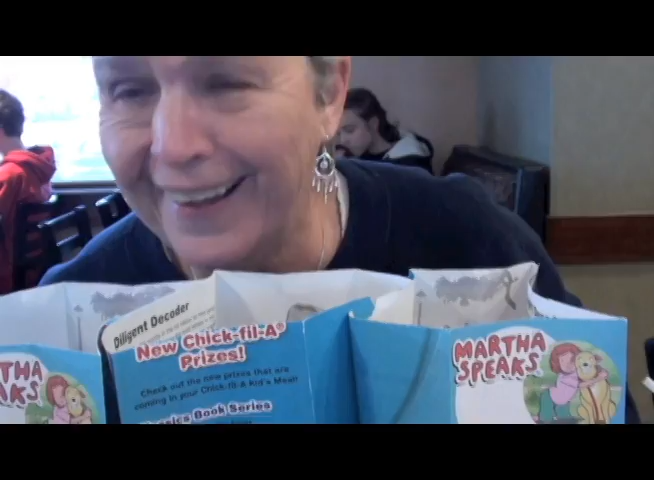 THA
AKS
Diligent Decoder
New Chick-fil-A®
Prizes!
Check out the new prizes that are
coming in your Chick-fil-A Kid's Meal!
Classics Book Series
MARTHA
SPEAKS